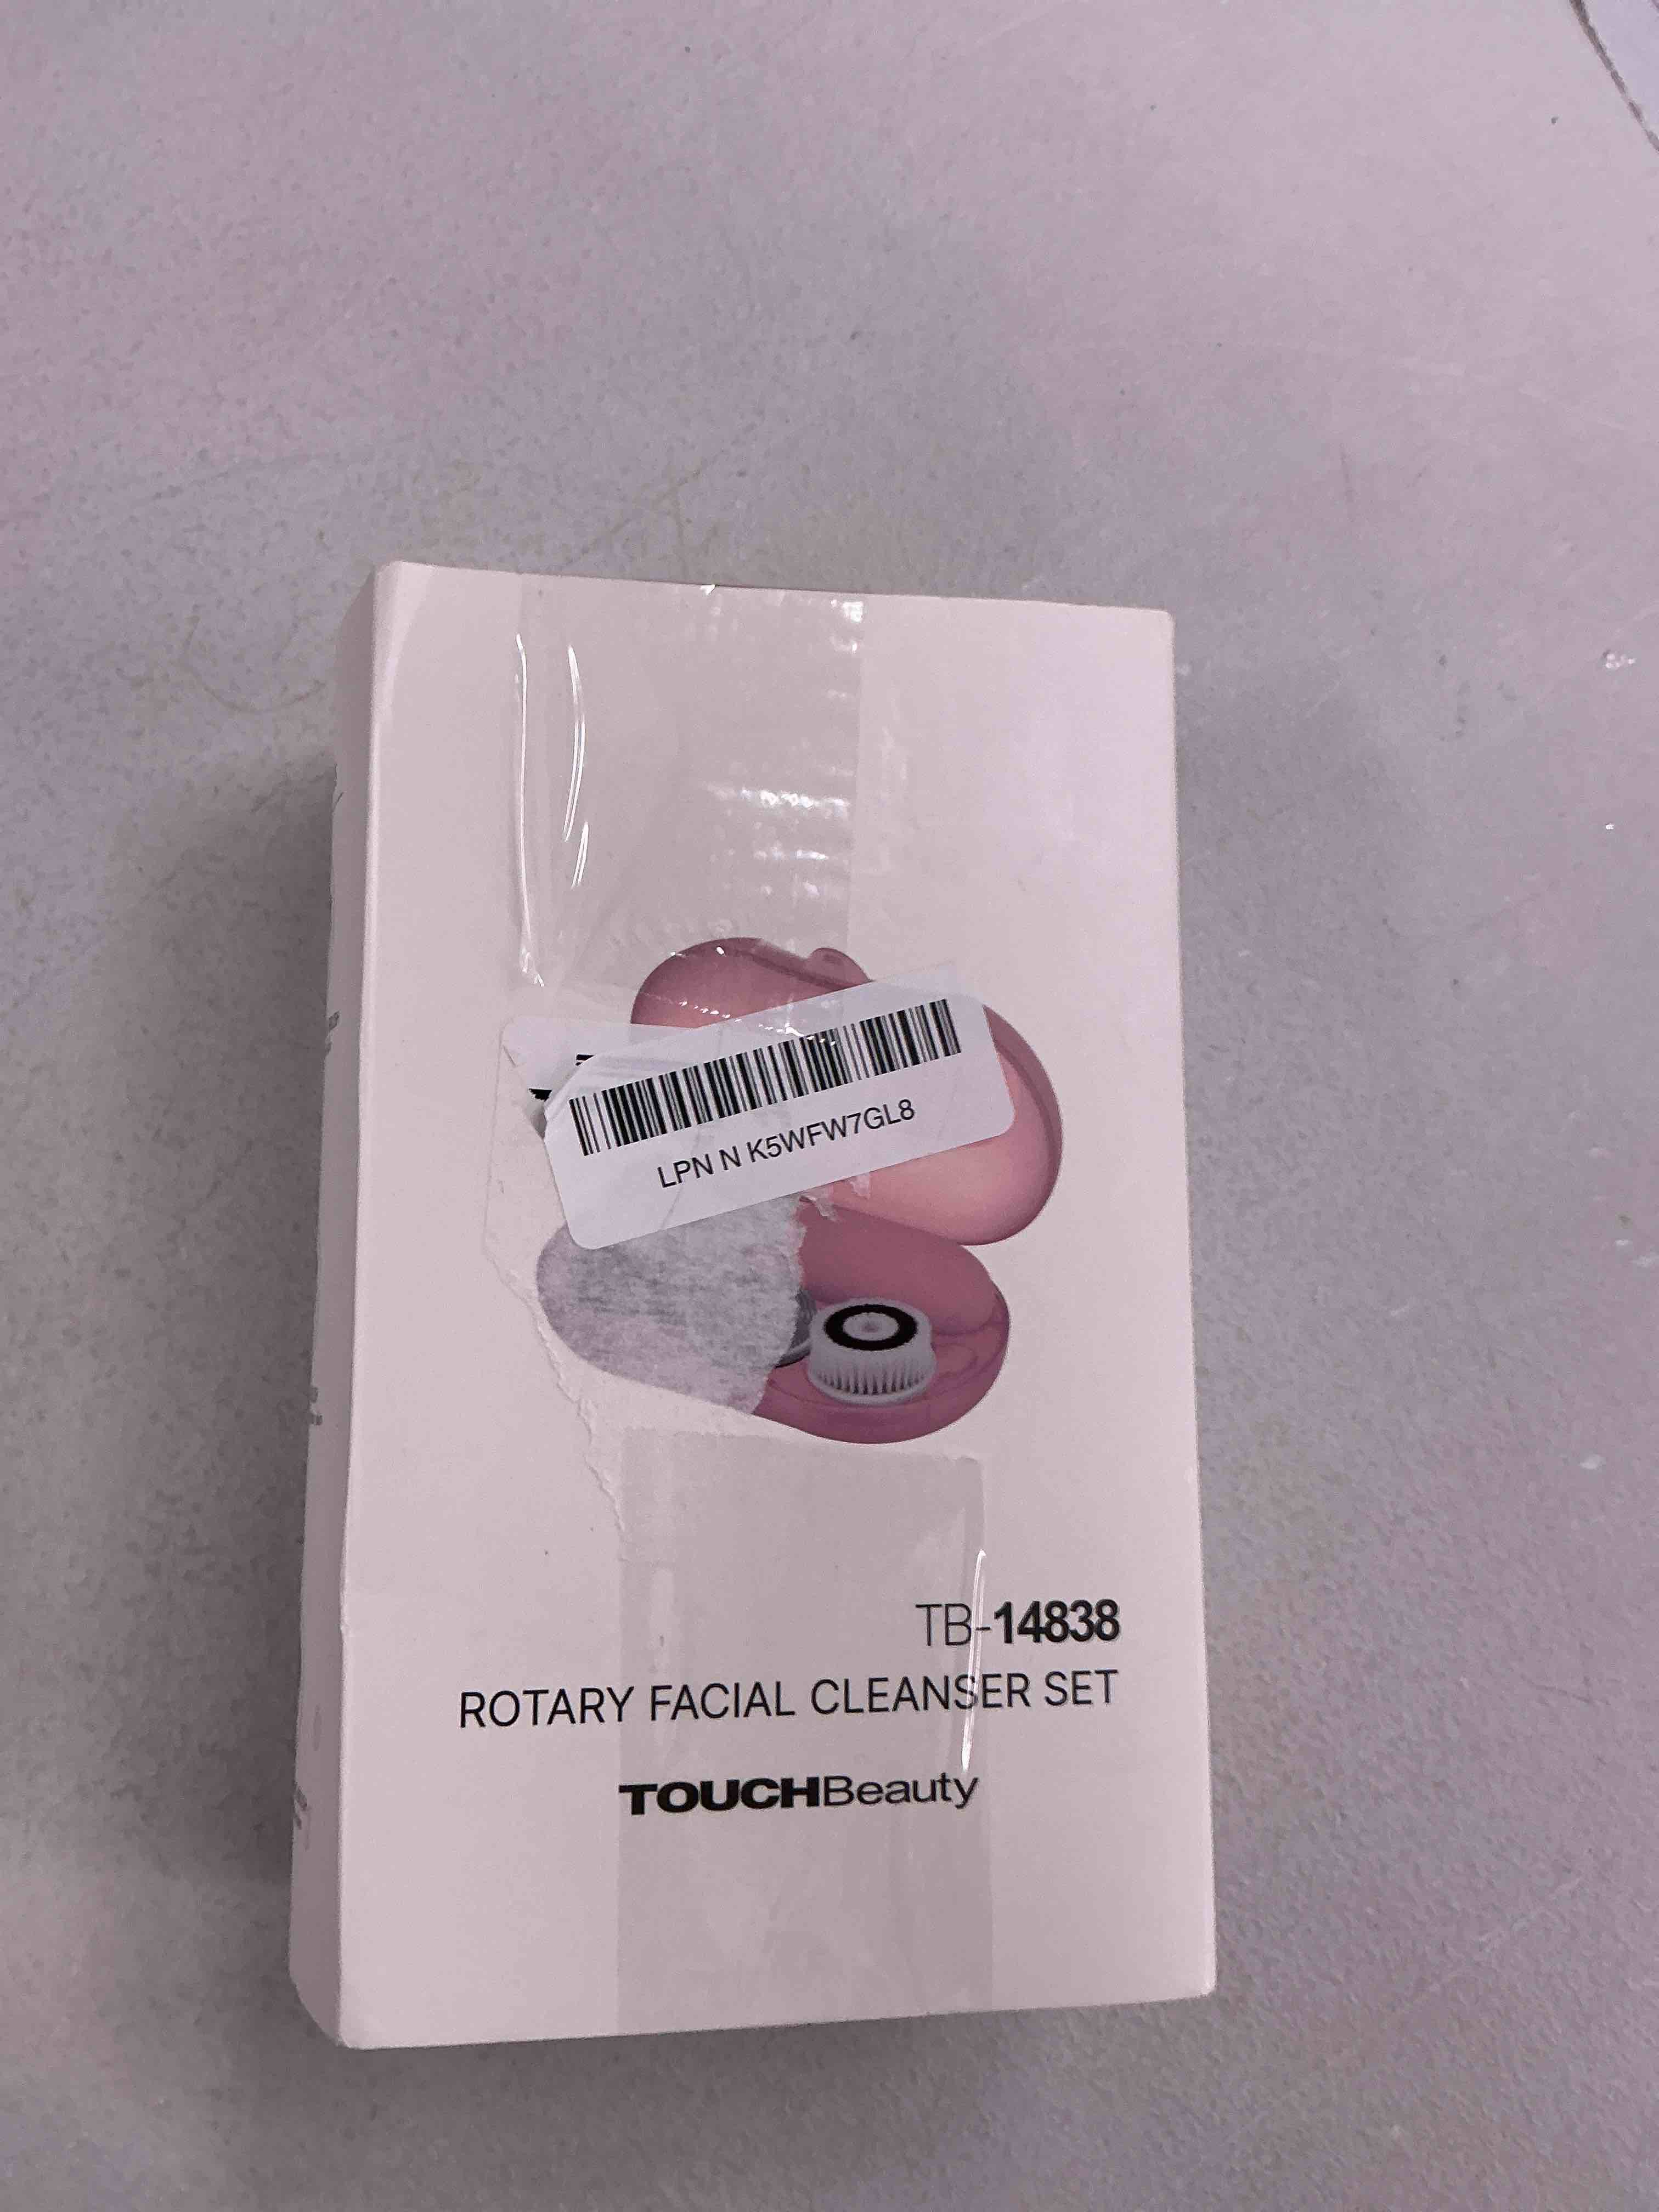 LPN N K5WFW7GL8
TB-14838
ROTARY FACIAL CLEANSER SET
TOUCHBeauty